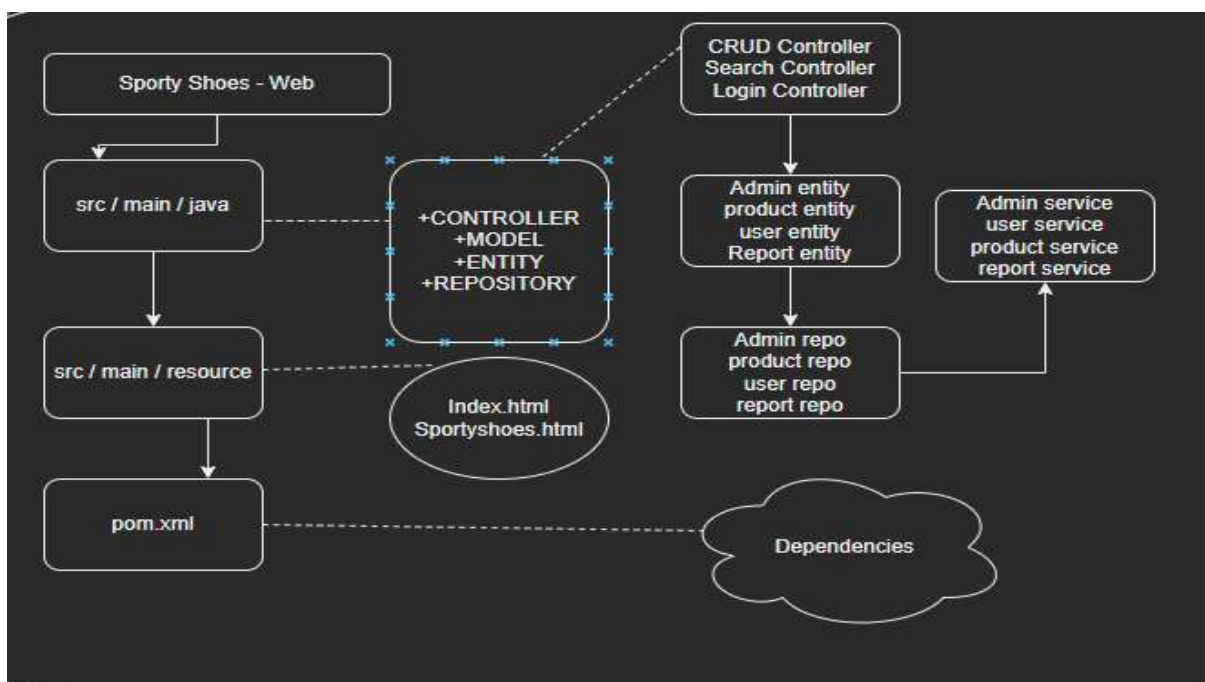 Sporty Shoes - Web
src / main / java
src / main / resource
pom.xml
+CONTROLLER
+MODEL
+ENTITY
+REPOSITORY
Index.html
Sportyshoes.html
CRUD Controller
Search Controller
Login Controller
Admin entity
product entity
user entity
Report entity
Admin repo
product repo
user repo
report repo
Admin service
user service
product service
report service
Dependencies